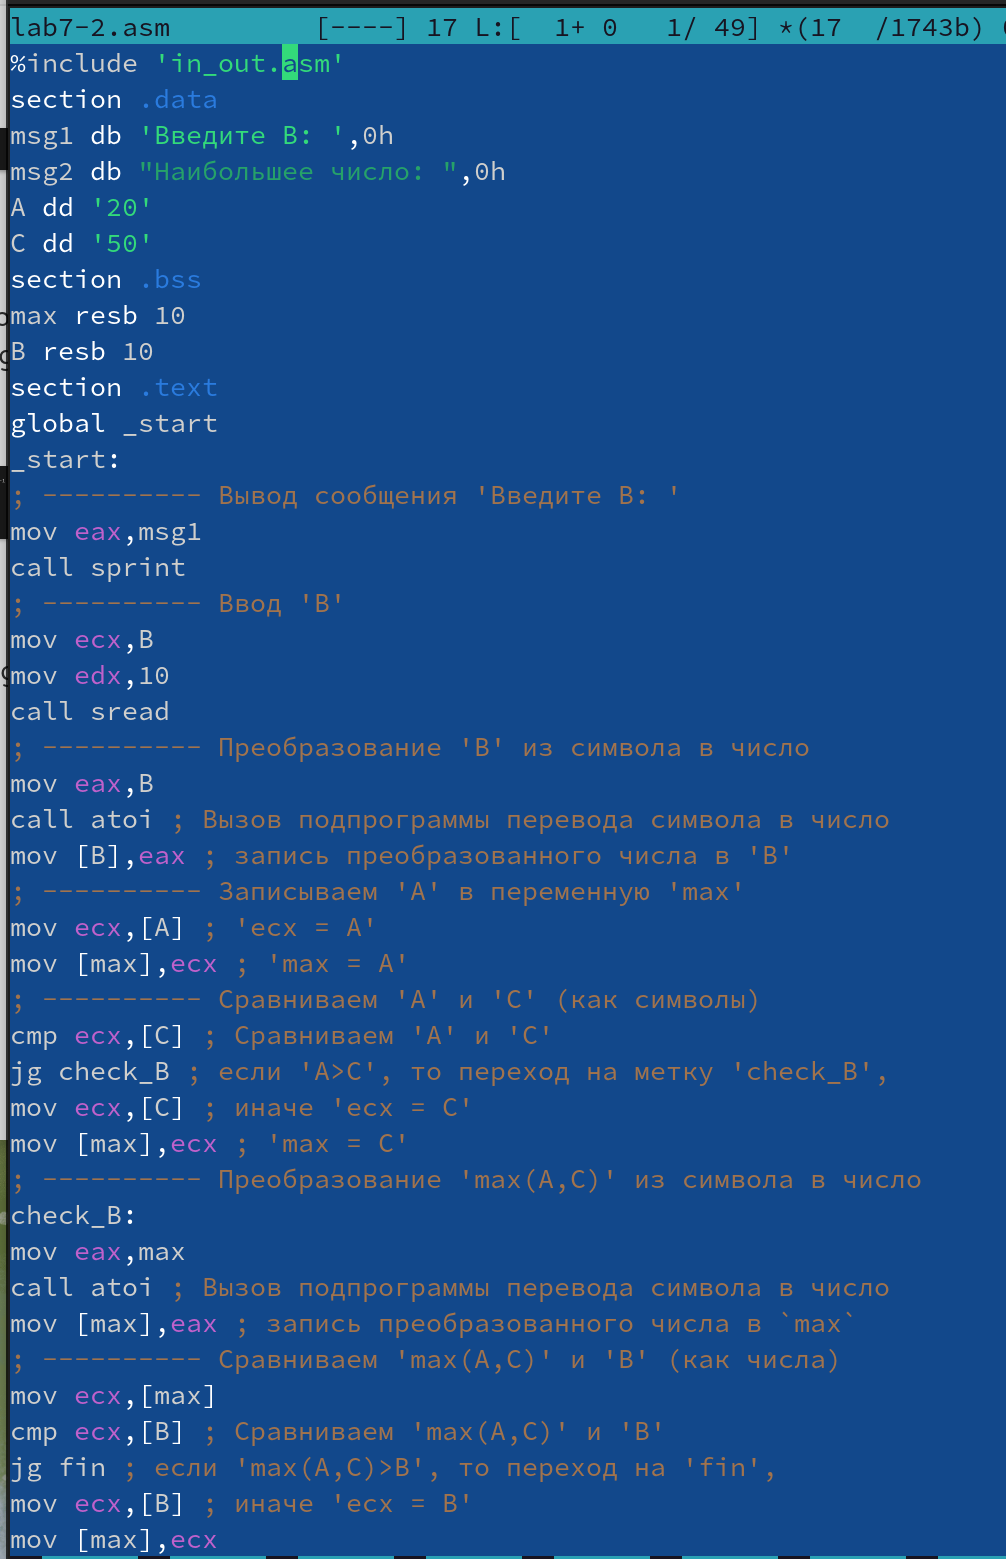 lab7-2.asm [----] 17 L:[ 1+ 0 1/ 49] *(17 /1743b)
%include 'in_out.asm'
section .data
msg1 db 'Введите B: ',0h
msg2 db "Наибольшее число: ",0h
A dd '20'
C dd '50'
section .bss
max resb 10
B resb 10
section .text
global _start
_start:
; ---------- Вывод сообщения 'Введите B: '
mov eax,msg1
call sprint
; ---------- Ввод 'B'
mov ecx,B
mov edx,10
call sread
; ---------- Преобразование 'B' из символа в число
mov eax,B
call atoi ; Вызов подпрограммы перевода символа в число
mov [B],eax ; запись преобразованного числа в 'B'
; ---------- Записываем 'A' в переменную 'max'
mov ecx,[A] ; 'ecx = A'
mov [max],ecx ; 'max = A'
; ---------- Сравниваем 'A' и 'C' (как символы)
cmp ecx,[C] ; Сравниваем 'A' и 'C'
jg check_B ; если 'A>C', то переход на метку 'check_B',
mov ecx,[C] ; иначе 'ecx = C'
mov [max],ecx ; 'max = C'
; ---------- Преобразование 'max(A,C)' из символа в число
check_B:
mov eax,max
call atoi ; Вызов подпрограммы перевода символа в число
mov [max],eax ; запись преобразованного числа в `max`
; ---------- Сравниваем 'max(A,C)' и 'B' (как числа)
mov ecx,[max]
cmp ecx,[B] ; Сравниваем 'max(A,C)' и 'B'
jg fin ; если 'max(A,C)>B', то переход на 'fin',
mov ecx,[B] ; иначе 'ecx = B'
mov [max],ecx